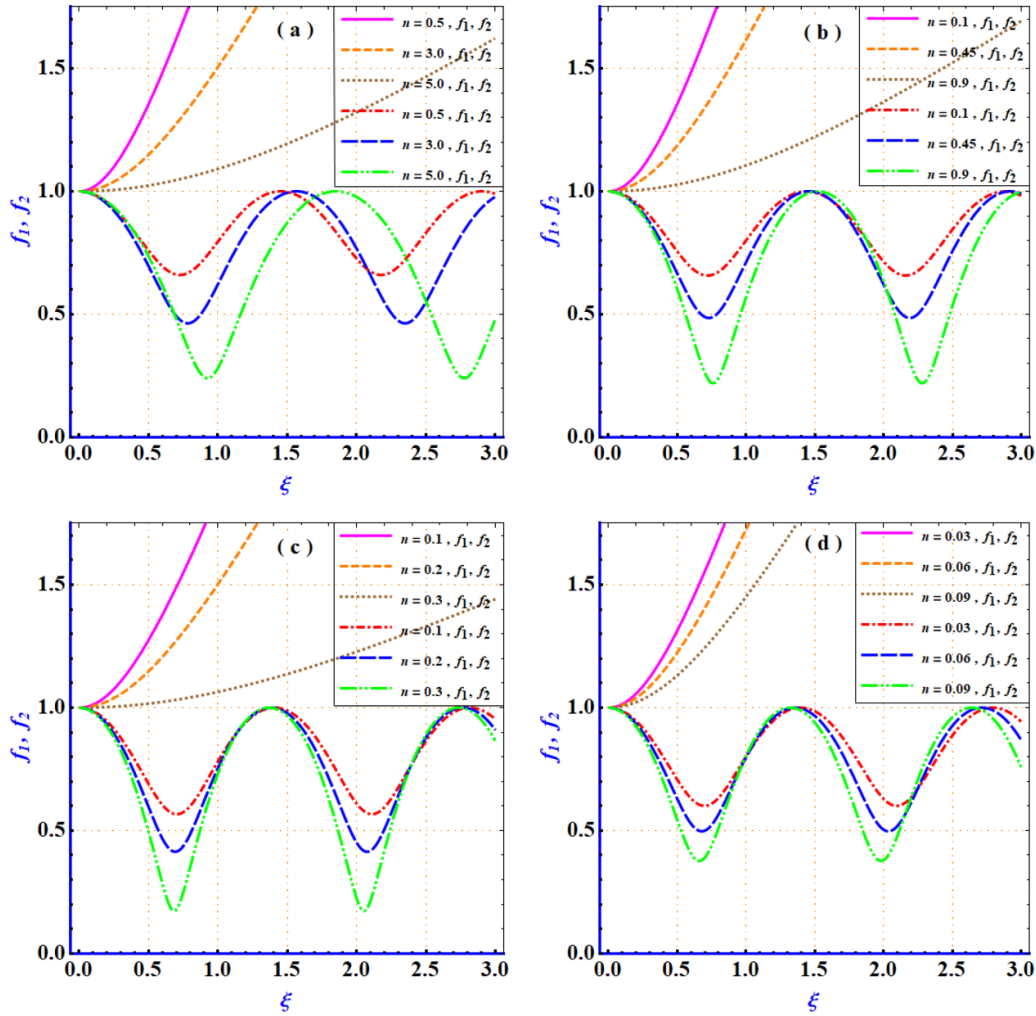 ( a )
n = 0.5 , f1, f2
n = 3.0 , f1, f2
n = 5.0 , f1, f2
n = 0.5 , f1, f2
n = 3.0 , f1, f2
n = 5.0 , f1, f2
1.5
1.0
0.5
0.0
f1, f2
0.0 0.5 1.0 1.5 2.0 2.5 3.0
ξ
( b )
n = 0.1 , f1, f2
n = 0.45, f1, f2
n = 0.9 , f1, f2
n = 0.1 , f1, f2
n = 0.45, f1, f2
n = 0.9 , f1, f2
1.5
1.0
0.5
0.0
f1, f2
0.0 0.5 1.0 1.5 2.0 2.5 3.0
ξ
( c )
n = 0.1 , f1, f2
n = 0.2 , f1, f2
n = 0.3 , f1, f2
n = 0.1 , f1, f2
n = 0.2 , f1, f2
n = 0.3 , f1, f2
1.5
1.0
0.5
0.0
f1, f2
0.0 0.5 1.0 1.5 2.0 2.5 3.0
ξ
( d )
n = 0.03 , f1, f2
n = 0.06 , f1, f2
n = 0.09 , f1, f2
n = 0.03 , f1, f2
n = 0.06 , f1, f2
n = 0.09 , f1, f2
1.5
1.0
0.5
0.0
f1, f2
0.0 0.5 1.0 1.5 2.0 2.5 3.0
ξ